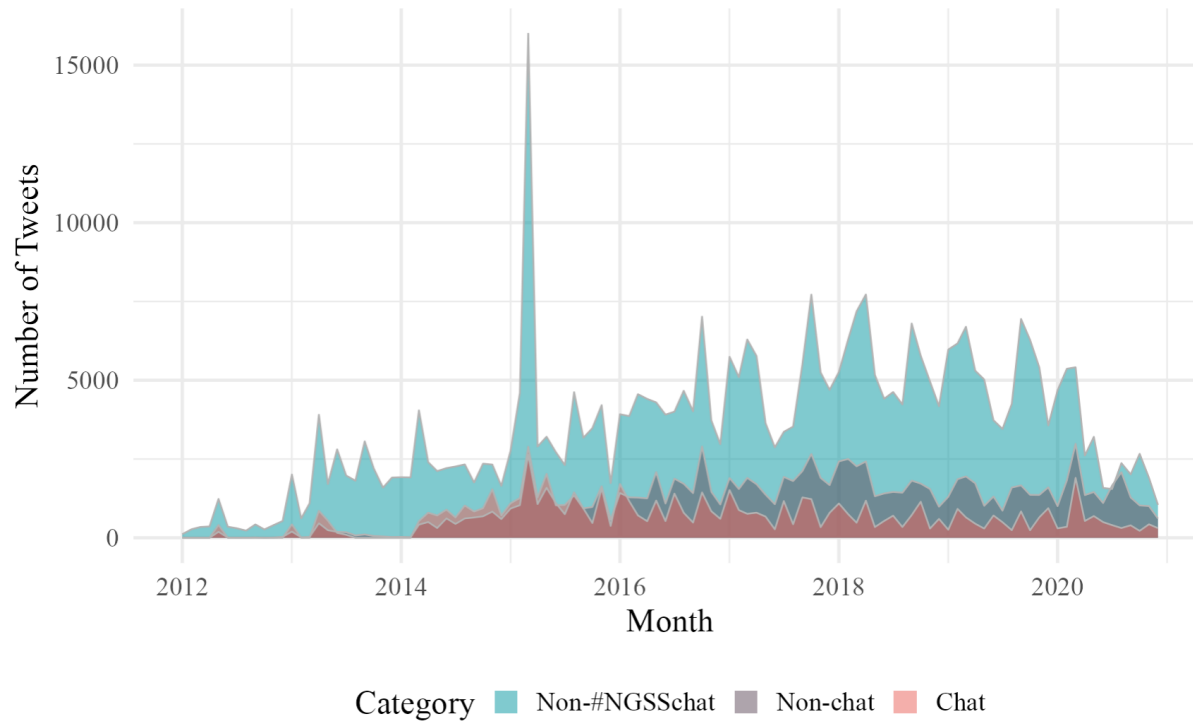 15000
10000
5000
0
Number of Tweets
2012 2014 2016 2018 2020
Month
Category Non-#NGSSchat Non-chat Chat